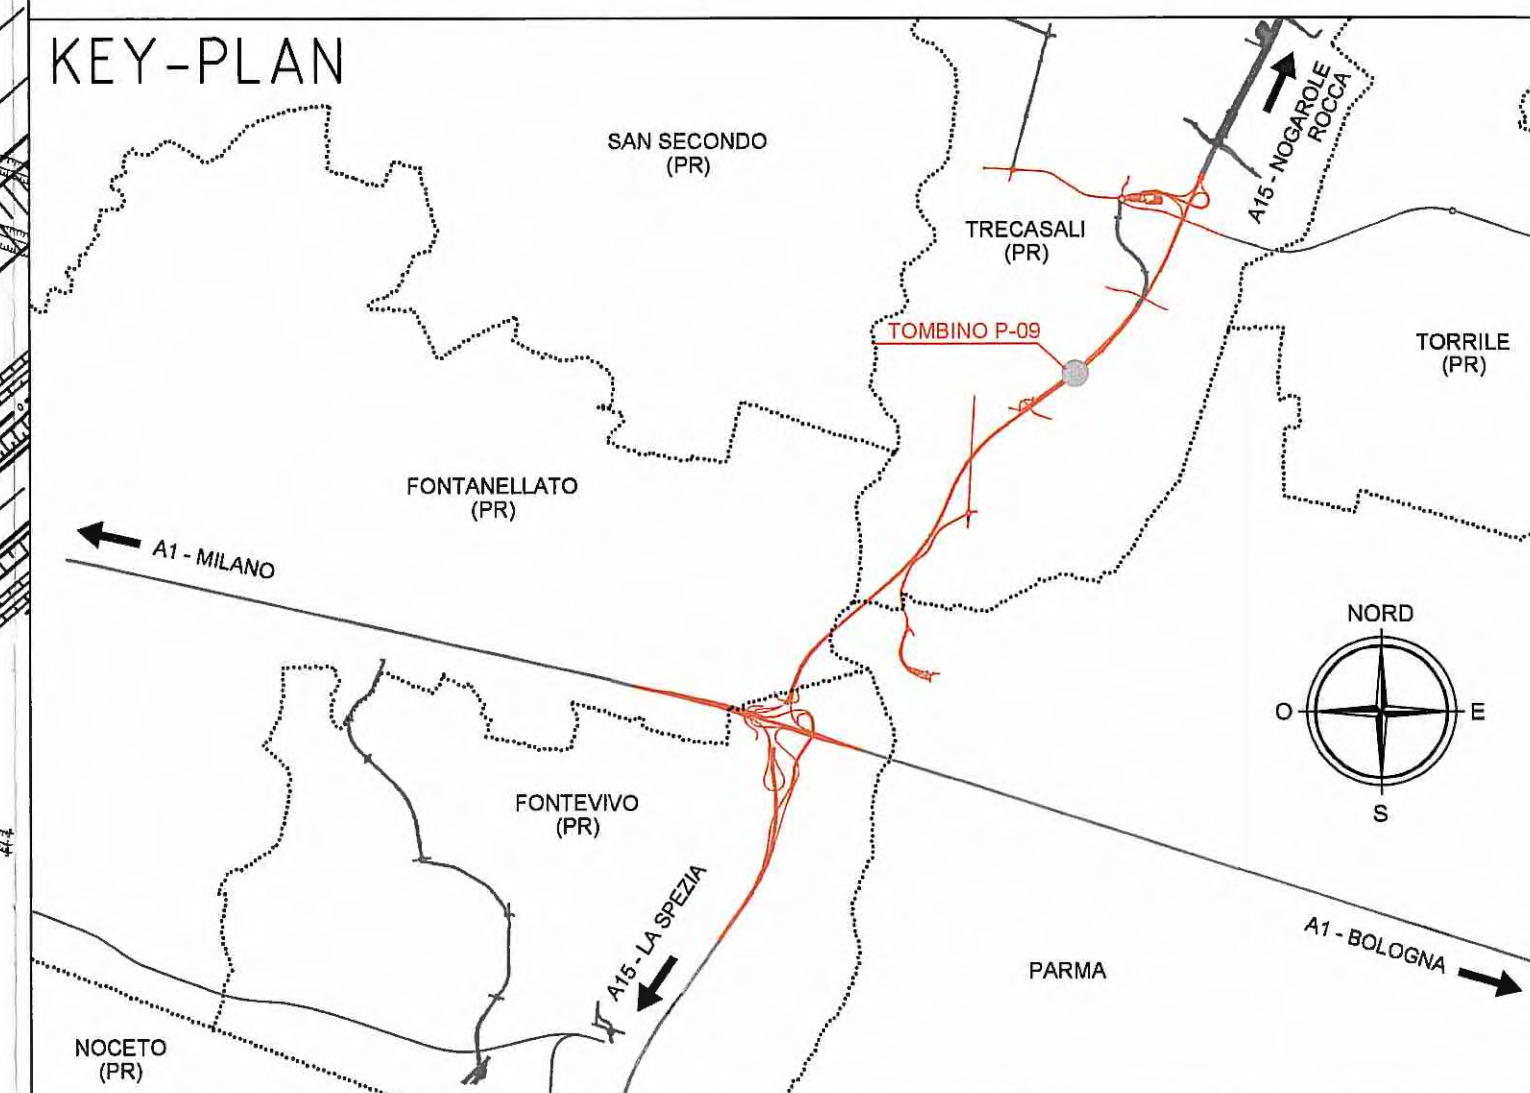 KEY-PLAN
SAN SECONDO
(PR)
A15 - NOGAROLE
ROCCA
TRECASALI
(PR)
TOMBINO P-09
TORRILE
(PR)
FONTANELLATO
(PR)
A1 - MILANO
NORD
O
E
S
FONTEVIVO
(PR)
A15 - LA SPEZIA
A1 - BOLOGNA
PARMA
NOCETO
(PR)